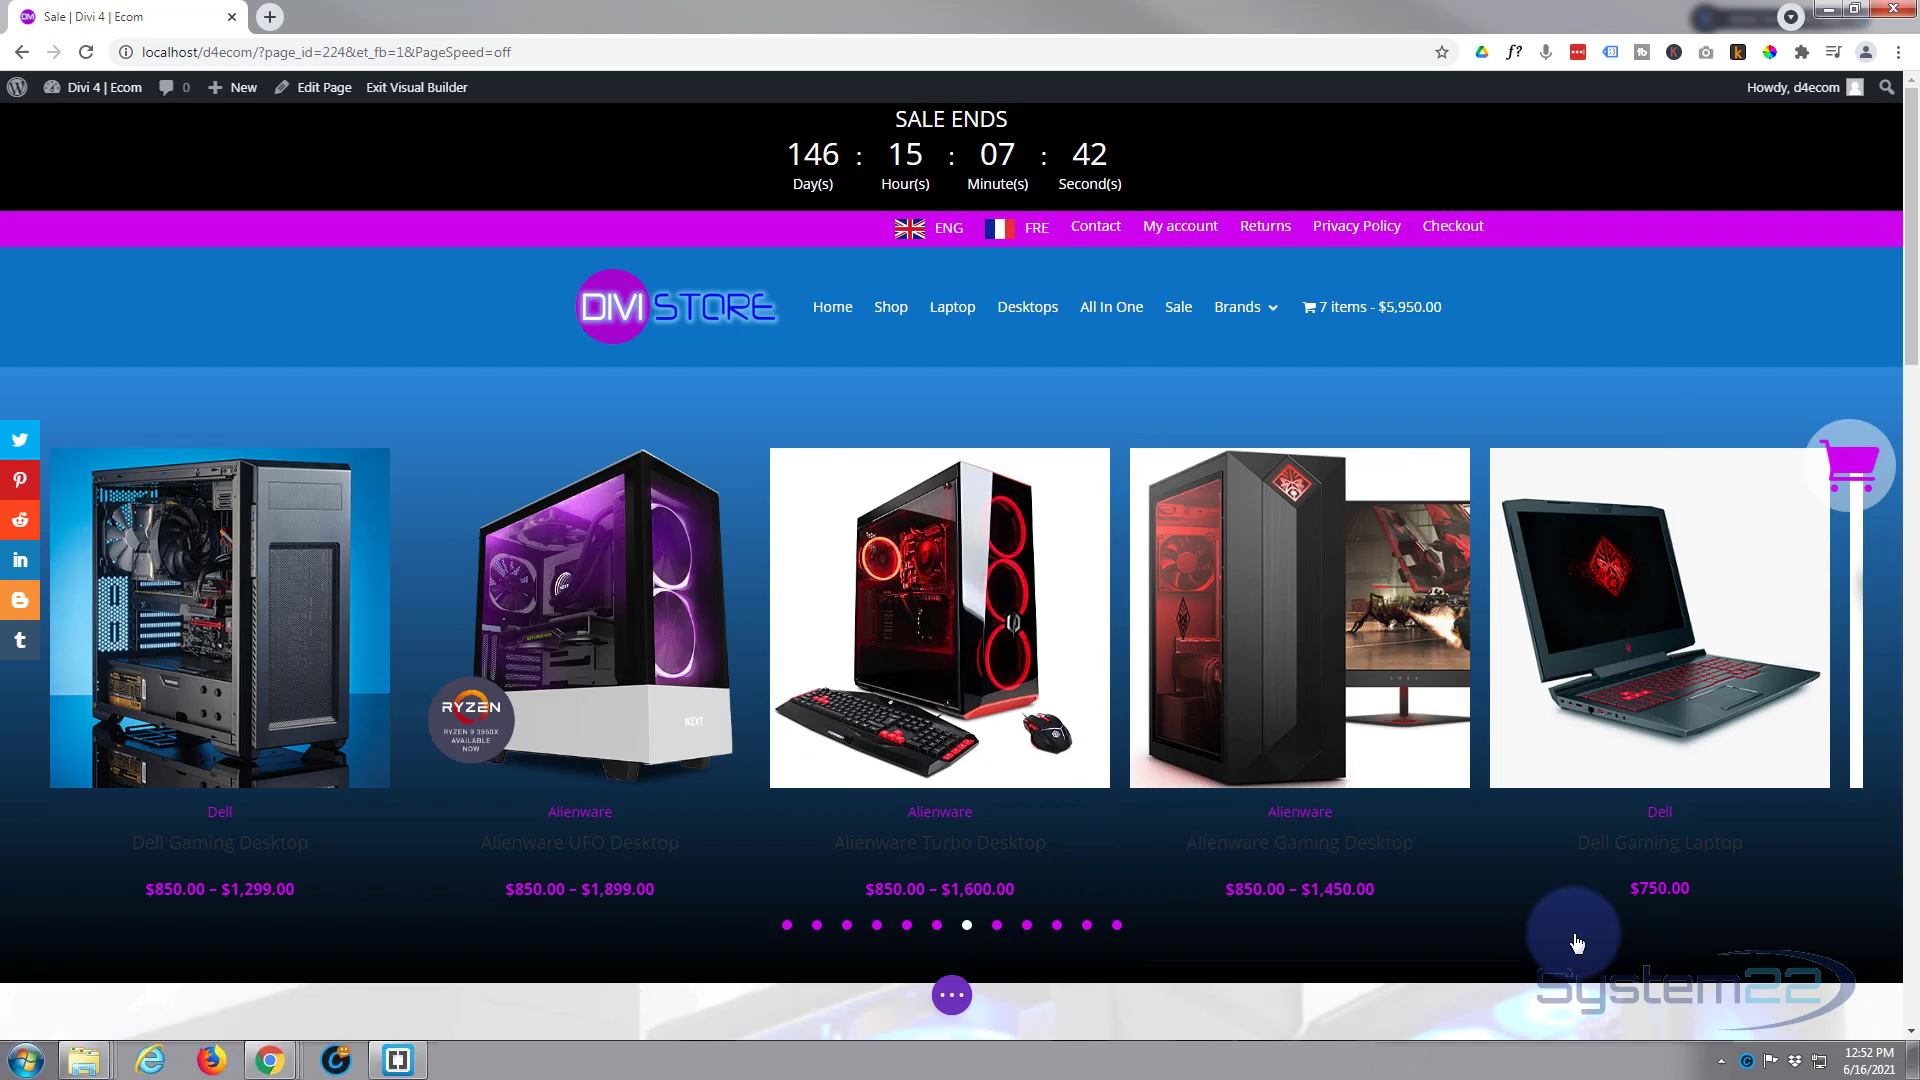 Sale | Divi 4 | Ecom
localhost/d4ecom/?page_id=224&et_fb=1&PageSpeed=off
Divi 4 | Ecom
0
New
Edit Page
Exit Visual Builder
Howdy, d4ecom
SALE ENDS
146 : 15 : 07 : 42
Day(s) Hour(s) Minute(s) Second(s)
ENG FRE Contact My account Returns Privacy Policy Checkout
DIVI STORE
Home Shop Laptop Desktops All In One Sale Brands 7 items - $5,950.00
RYZEN
RYZEN 9 3950X
AVAILABLE
NOW
NZXT
Dell Alienware Alienware Alienware Dell
Dell Gaming Desktop Alienware UFO Desktop Alienware Turbo Desktop Alienware Gaming Desktop Dell Gaming Laptop
$850.00 – $1,299.00 $850.00 – $1,899.00 $850.00 – $1,600.00 $850.00 – $1,450.00 $750.00
System22
12:52 PM
6/16/2021